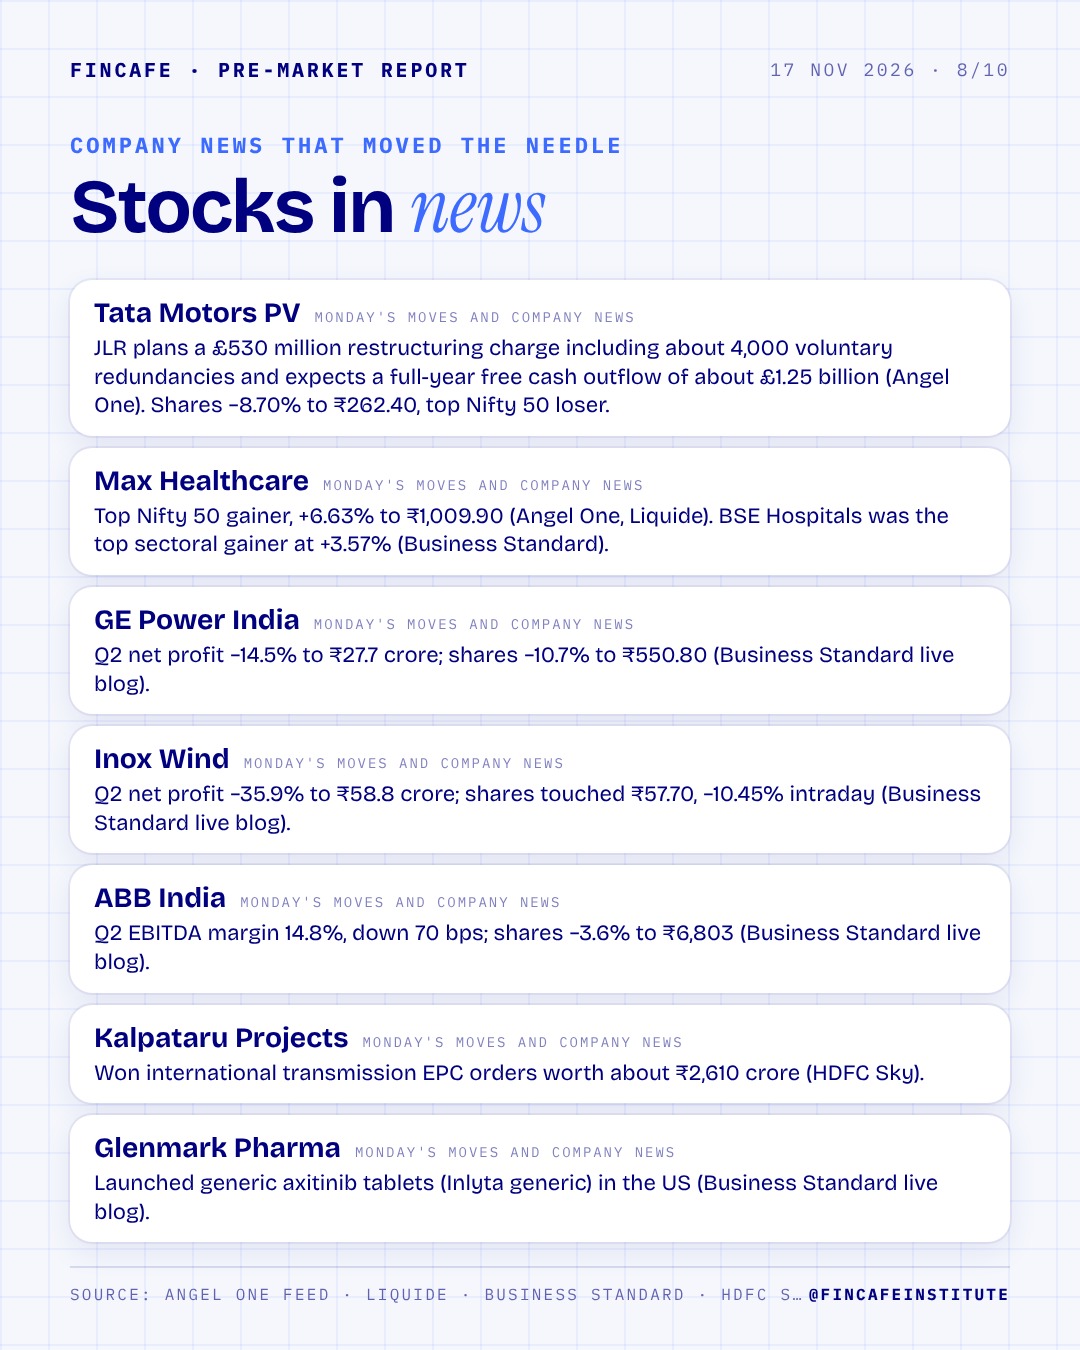 FINCAFE · PRE-MARKET REPORT
17 NOV 2026 · 8/10
COMPANY NEWS THAT MOVED THE NEEDLE
Stocks in news
Tata Motors PV MONDAY'S MOVES AND COMPANY NEWS
JLR plans a £530 million restructuring charge including about 4,000 voluntary
redundancies and expects a full-year free cash outflow of about £1.25 billion (Angel
One). Shares −8.70% to ₹262.40, top Nifty 50 loser.
Max Healthcare MONDAY'S MOVES AND COMPANY NEWS
Top Nifty 50 gainer, +6.63% to ₹1,009.90 (Angel One, Liquide). BSE Hospitals was the
top sectoral gainer at +3.57% (Business Standard).
GE Power India MONDAY'S MOVES AND COMPANY NEWS
Q2 net profit −14.5% to ₹27.7 crore; shares −10.7% to ₹550.80 (Business Standard live
blog).
Inox Wind MONDAY'S MOVES AND COMPANY NEWS
Q2 net profit −35.9% to ₹58.8 crore; shares touched ₹57.70, −10.45% intraday (Business
Standard live blog).
ABB India MONDAY'S MOVES AND COMPANY NEWS
Q2 EBITDA margin 14.8%, down 70 bps; shares −3.6% to ₹6,803 (Business Standard live
blog).
Kalpataru Projects MONDAY'S MOVES AND COMPANY NEWS
Won international transmission EPC orders worth about ₹2,610 crore (HDFC Sky).
Glenmark Pharma MONDAY'S MOVES AND COMPANY NEWS
Launched generic axitinib tablets (Inlyta generic) in the US (Business Standard live
blog).
SOURCE: ANGEL ONE FEED · LIQUIDE · BUSINESS STANDARD · HDFC S… @FINCAFEINSTITUTE